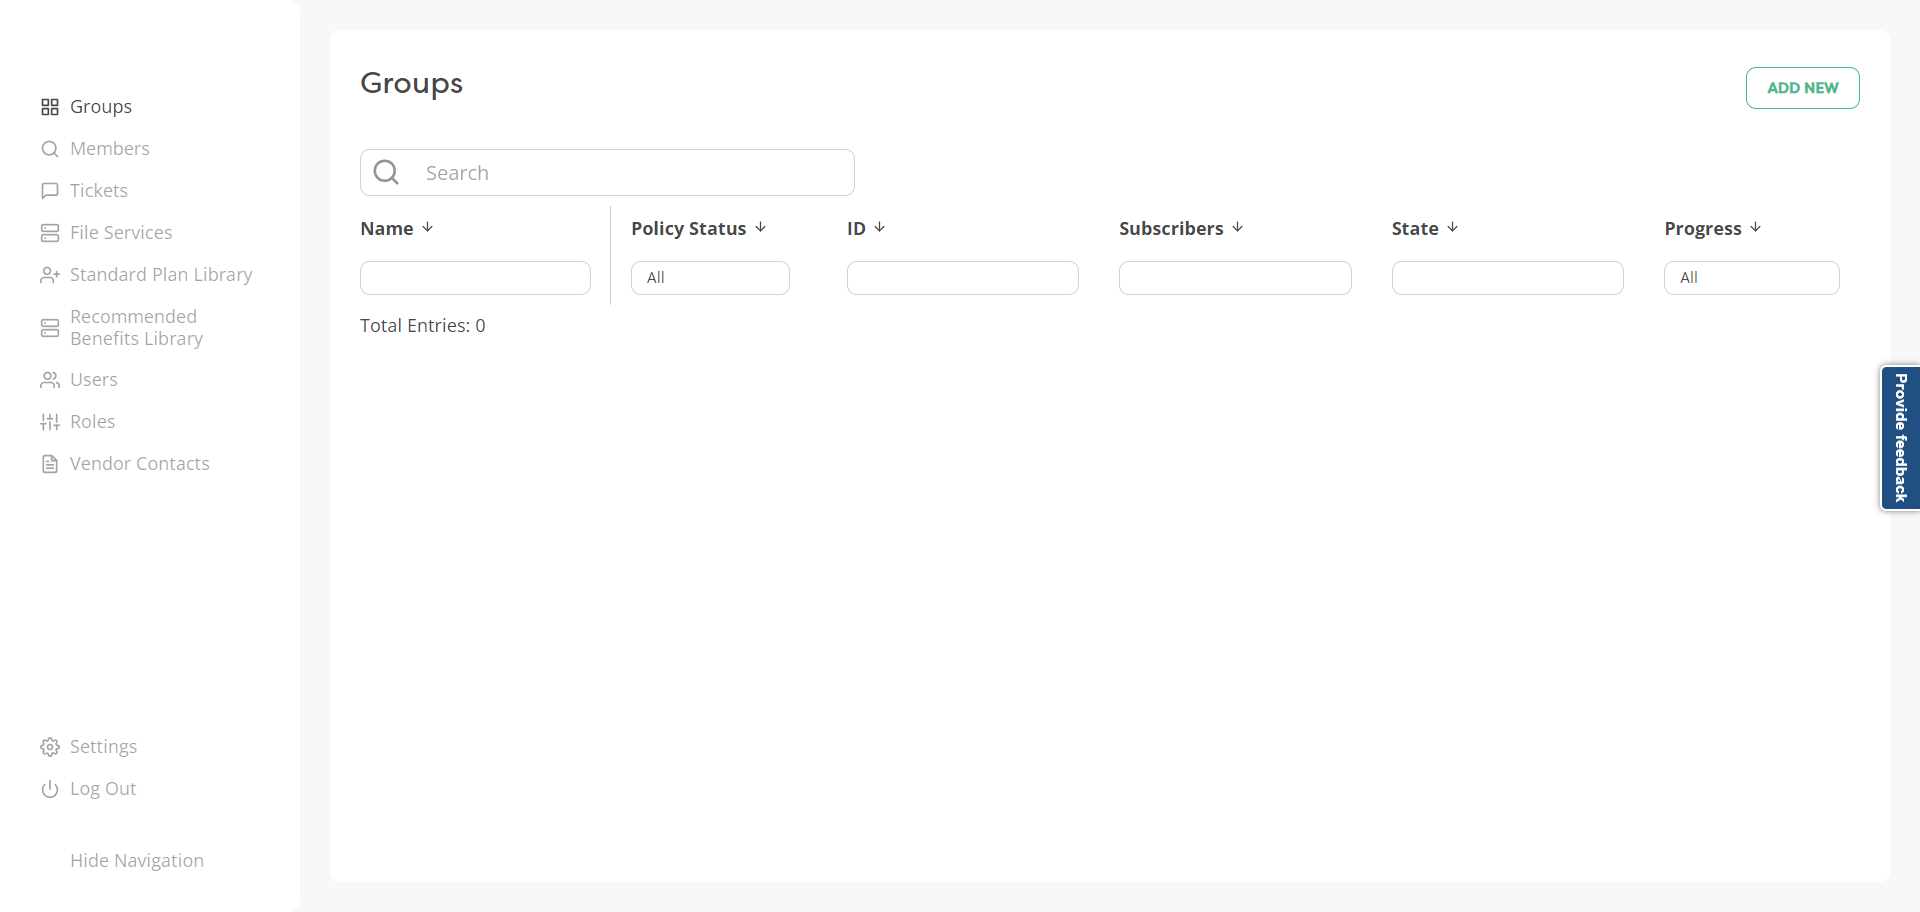 Groups
Members
Tickets
File Services
Standard Plan Library
Recommended
Benefits Library
Users
Roles
Vendor Contacts
Settings
Log Out
Hide Navigation
Groups
ADD NEW
Search
Name Policy Status ID Subscribers State Progress
All All
Total Entries: 0
Provide feedback